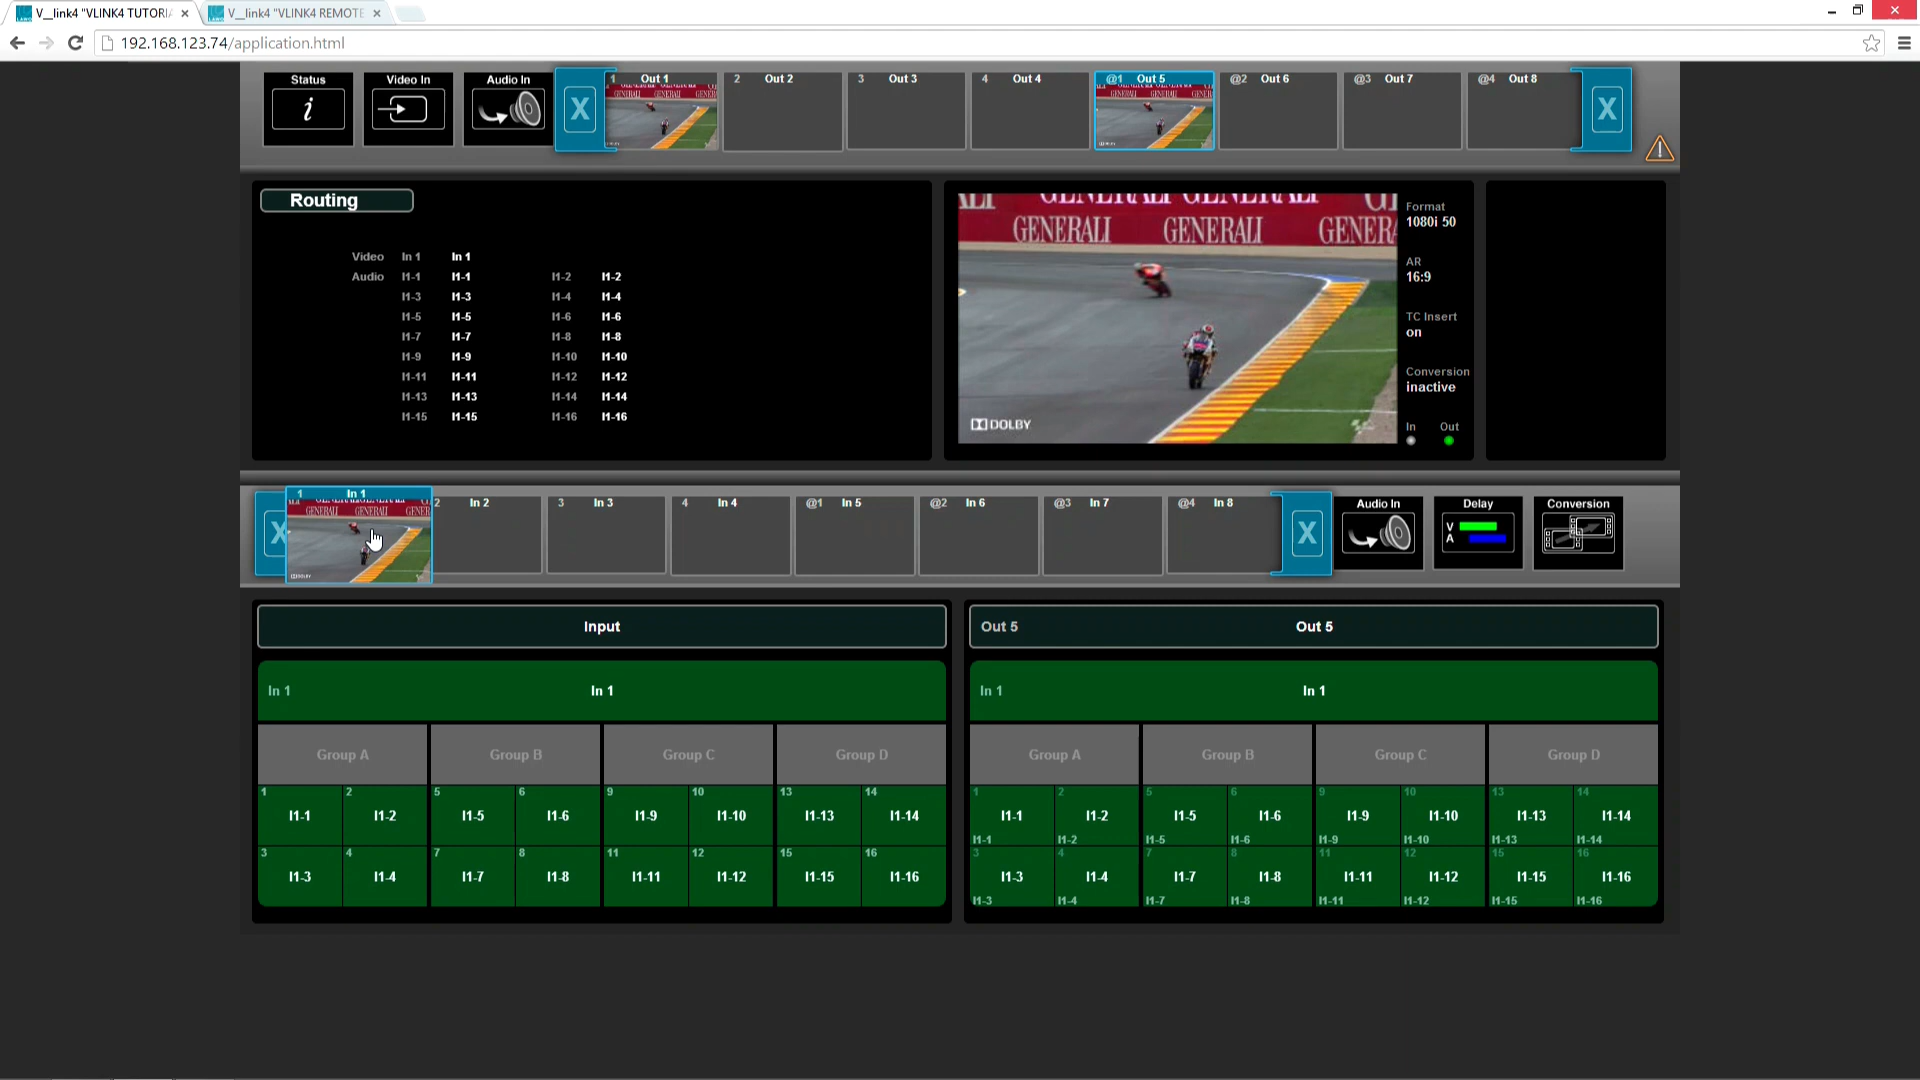 V__link4 "VLINK4 TUTORI
V__link4 "VLINK4 REMOTE
192.168.123.74/application.html
Status
Video In
Audio In
X
1 Out 1
2 Out 2
3 Out 3
4 Out 4
@1 Out 5
@2 Out 6
@3 Out 7
@4 Out 8
X
Routing
Video In 1 In 1
Audio I1-1 I1-1 I1-2 I1-2
I1-3 I1-3 I1-4 I1-4
I1-5 I1-5 I1-6 I1-6
I1-7 I1-7 I1-8 I1-8
I1-9 I1-9 I1-10 I1-10
I1-11 I1-11 I1-12 I1-12
I1-13 I1-13 I1-14 I1-14
I1-15 I1-15 I1-16 I1-16
GENERALI GENERALI GENERA
DOLBY
Format
1080i 50
AR
16:9
TC Insert
on
Conversion
inactive
In Out
X
1 In 1
2 In 2
3 In 3
4 In 4
@1 In 5
@2 In 6
@3 In 7
@4 In 8
X
Audio In
Delay
V
A
Conversion
Input
In 1 In 1
Group A Group B Group C Group D
1 2 5 6 9 10 13 14
I1-1 I1-2 I1-5 I1-6 I1-9 I1-10 I1-13 I1-14
3 4 7 8 11 12 15 16
I1-3 I1-4 I1-7 I1-8 I1-11 I1-12 I1-15 I1-16
Out 5 Out 5
In 1 In 1
Group A Group B Group C Group D
1 2 5 6 9 10 13 14
I1-1 I1-2 I1-5 I1-6 I1-9 I1-10 I1-13 I1-14
I1-1 I1-2 I1-5 I1-6 I1-9 I1-10 I1-13 I1-14
3 4 7 8 11 12 15 16
I1-3 I1-4 I1-7 I1-8 I1-11 I1-12 I1-15 I1-16
I1-3 I1-4 I1-7 I1-8 I1-11 I1-12 I1-15 I1-16